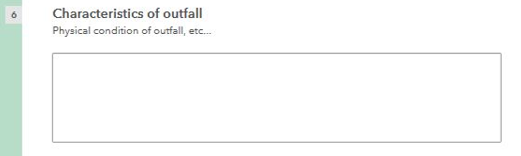 6
Characteristics of outfall
Physical condition of outfall, etc...